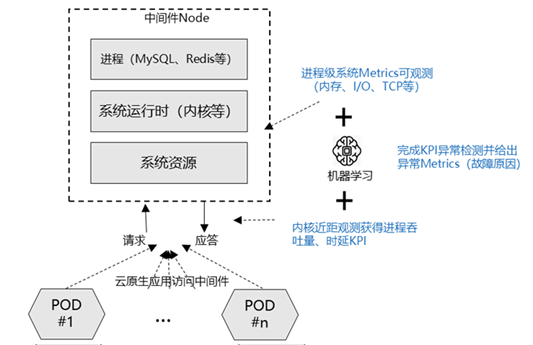 中间件Node
进程（MySQL、Redis等）
系统运行时（内核等）
系统资源
进程级系统Metrics可观测
（内存、I/O、TCP等）
机器学习
完成KPI异常检测并给出
异常Metrics（故障原因)
内核近距观测获得进程吞
吐量、时延KPI
请求
应答
云原生应用访问中间件
POD
#1
...
POD
#n